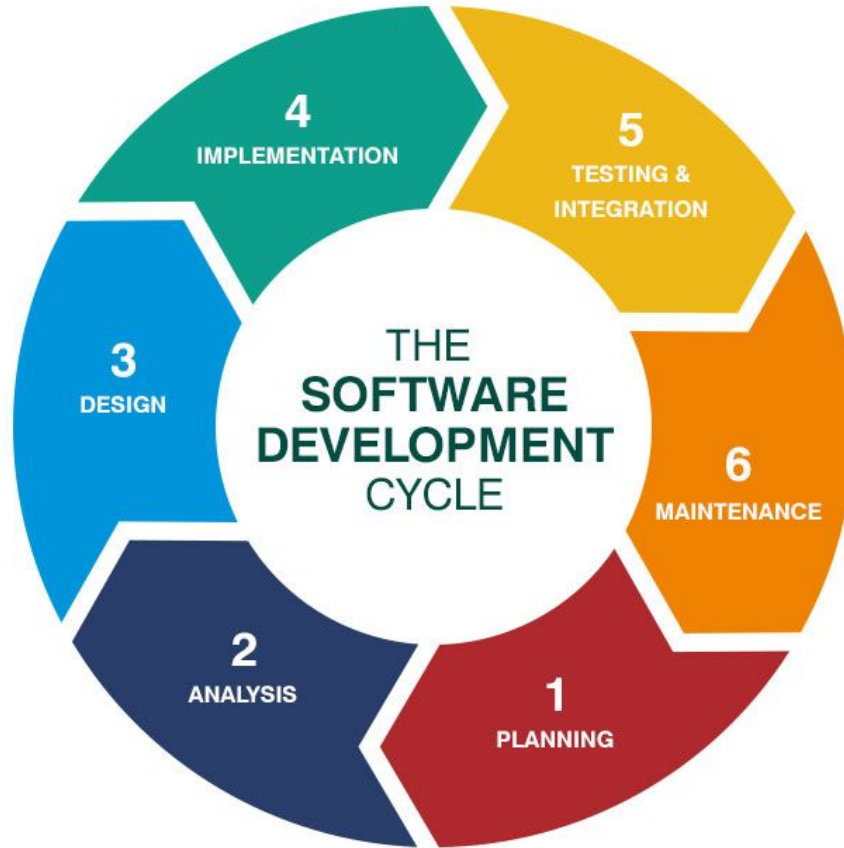 THE
SOFTWARE
DEVELOPMENT
CYCLE
1
PLANNING
2
ANALYSIS
3
DESIGN
4
IMPLEMENTATION
5
TESTING &
INTEGRATION
6
MAINTENANCE